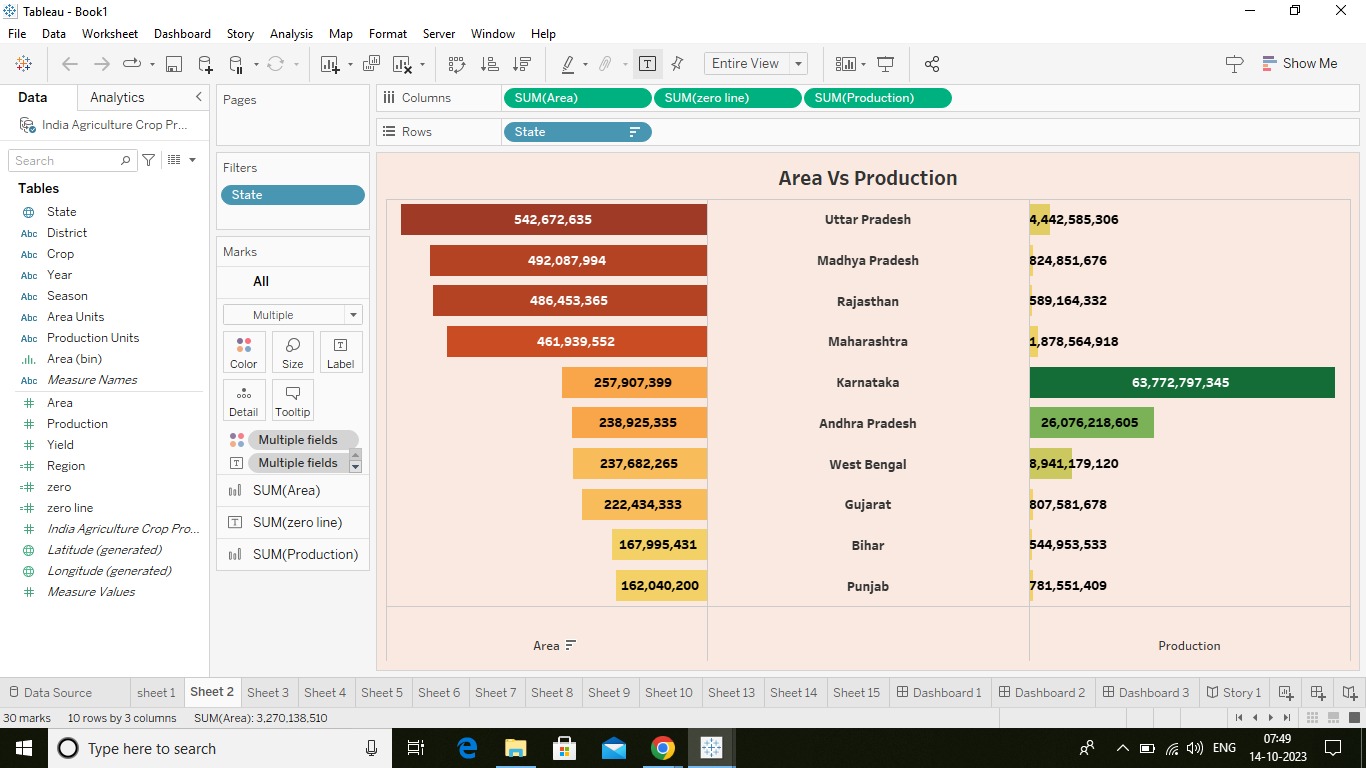 Tableau - Book1
File Data Worksheet Dashboard Story Analysis Map Format Server Window Help
Entire View
Show Me
Data Analytics
India Agriculture Crop Pr...
Search
Tables
State
Abc District
Abc Crop
Abc Year
Abc Season
Abc Area Units
Abc Production Units
Area (bin)
Abc Measure Names
# Area
# Production
# Yield
=# Region
=# zero
=# zero line
# India Agriculture Crop Pro...
Latitude (generated)
Longitude (generated)
# Measure Values
Pages
Filters
State
Marks
All
Multiple
Color Size Label
Detail Tooltip
Multiple fields
Multiple fields
SUM(Area)
SUM(zero line)
SUM(Production)
Columns SUM(Area) SUM(zero line) SUM(Production)
Rows State
Area Vs Production
542,672,635 Uttar Pradesh 4,442,585,306
492,087,994 Madhya Pradesh 824,851,676
486,453,365 Rajasthan 589,164,332
461,939,552 Maharashtra 1,878,564,918
257,907,399 Karnataka 63,772,797,345
238,925,335 Andhra Pradesh 26,076,218,605
237,682,265 West Bengal 8,941,179,120
222,434,333 Gujarat 807,581,678
167,995,431 Bihar 544,953,533
162,040,200 Punjab 781,551,409
Area Production
Data Source sheet 1 Sheet 2 Sheet 3 Sheet 4 Sheet 5 Sheet 6 Sheet 7 Sheet 8 Sheet 9 Sheet 10 Sheet 13 Sheet 14 Sheet 15 Dashboard 1 Dashboard 2 Dashboard 3 Story 1
30 marks 10 rows by 3 columns SUM(Area): 3,270,138,510
Type here to search
ENG
07:49
14-10-2023